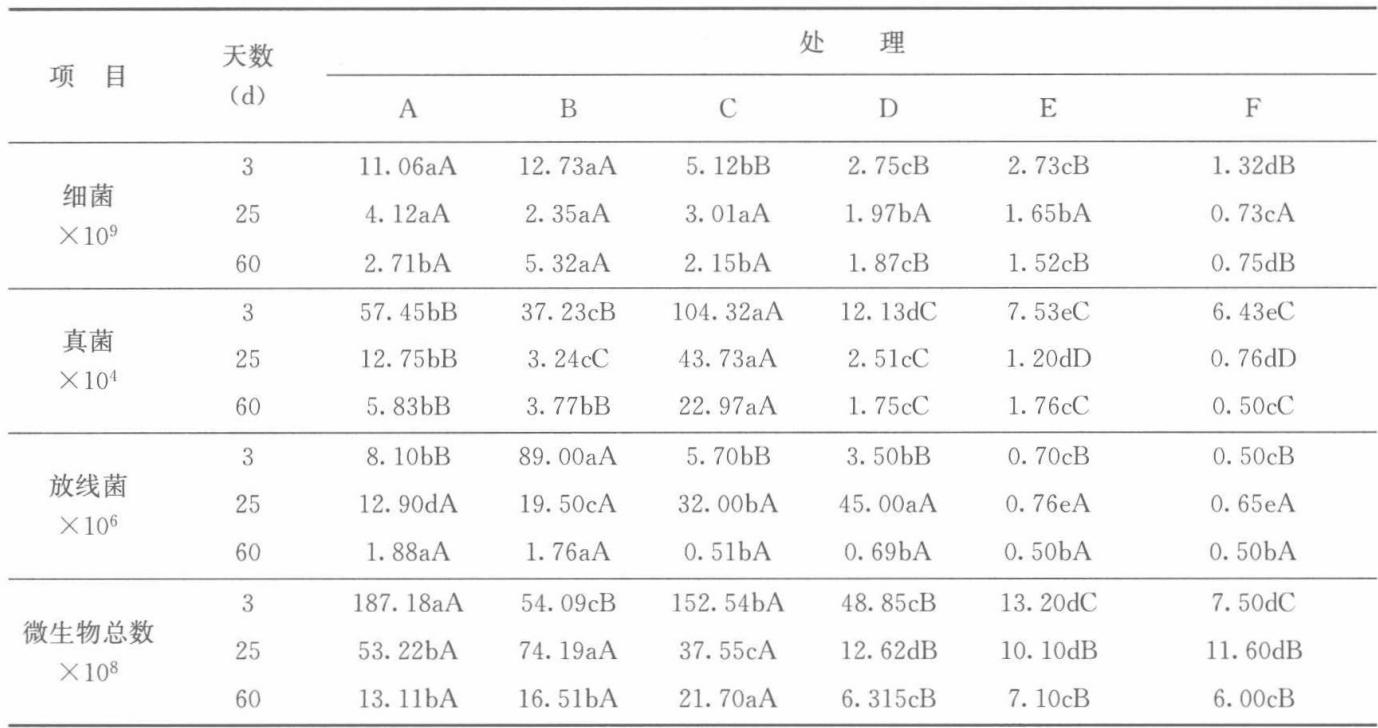 项 目 天数 (d) 处 理
A B C D E F
细菌 ×10⁹ 3 11.06aA 12.73aA 5.12bB 2.75cB 2.73cB 1.32dB
25 4.12aA 2.35aA 3.01aA 1.97bA 1.65bA 0.73cA
60 2.71bA 5.32aA 2.15bA 1.87cB 1.52cB 0.75dB
真菌 ×10⁴ 3 57.45bB 37.23cB 104.32aA 12.13dC 7.53eC 6.43eC
25 12.75bB 3.24cC 43.73aA 2.51cC 1.20dD 0.76dD
60 5.83bB 3.77bB 22.97aA 1.75cC 1.76cC 0.50cC
放线菌 ×10⁶ 3 8.10bB 89.00aA 5.70bB 3.50bB 0.70cB 0.50cB
25 12.90dA 19.50cA 32.00bA 45.00aA 0.76eA 0.65eA
60 1.88aA 1.76aA 0.51bA 0.69bA 0.50bA 0.50bA
微生物总数 ×10⁸ 3 187.18aA 54.09cB 152.54bA 48.85cB 13.20dC 7.50dC
25 53.22bA 74.19aA 37.55cA 12.62dB 10.10dB 11.60dB
60 13.11bA 16.51bA 21.70aA 6.315cB 7.10cB 6.00cB